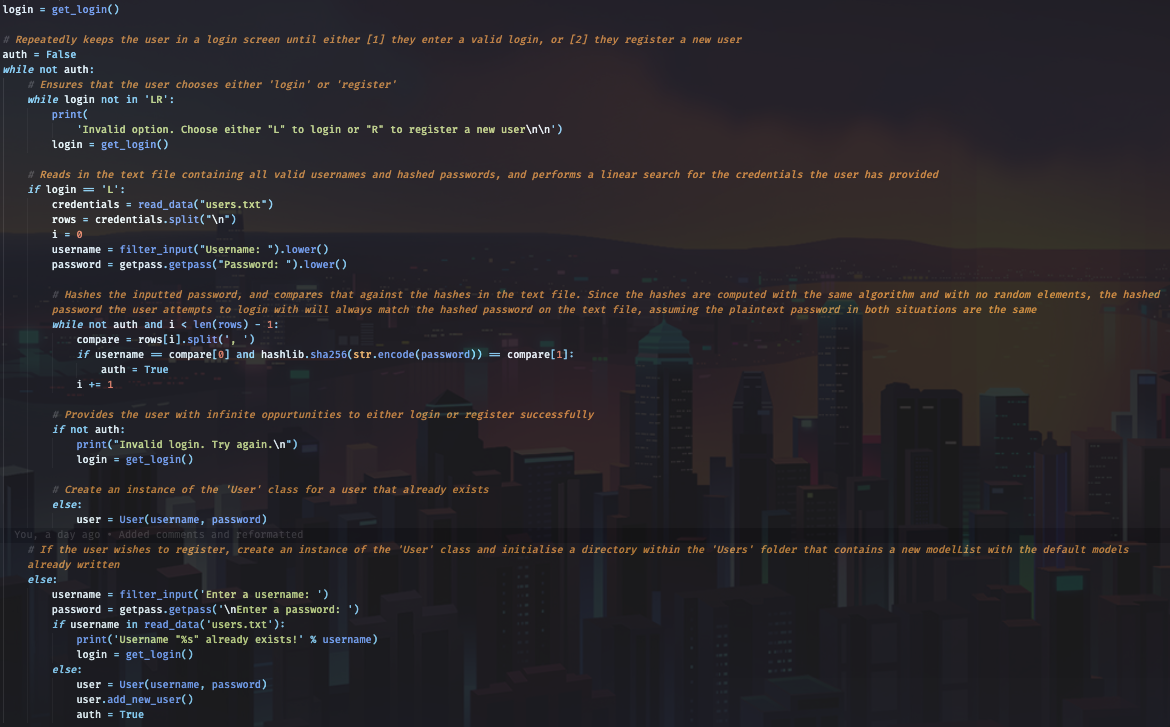 login = get_login()
# Repeatedly keeps the user in a login screen until either [1] they enter a valid login, or [2] they register a new user
auth = False
while not auth:
    # Ensures that the user chooses either 'login' or 'register'
    while login not in 'LR':
        print(
            'Invalid option. Choose either "L" to login or "R" to register a new user\n\n')
        login = get_login()
    # Reads in the text file containing all valid usernames and hashed passwords, and performs a linear search for the credentials the user has provided
    if login == 'L':
        credentials = read_data("users.txt")
        rows = credentials.split("\n")
        i = 0
        username = filter_input("Username: ").lower()
        password = getpass.getpass("Password: ").lower()
        # Hashes the inputted password, and compares that against the hashes in the text file. Since the hashes are computed with the same algorithm and with no random elements, the hashed
        password the user attempts to login with will always match the hashed password on the text file, assuming the plaintext password in both situations are the same
        while not auth and i < len(rows) - 1:
            compare = rows[i].split(', ')
            if username == compare[0] and hashlib.sha256(str.encode(password)) == compare[1]:
                auth = True
            i += 1
        # Provides the user with infinite oppurtunities to either login or register successfully
        if not auth:
            print("Invalid login. Try again.\n")
            login = get_login()
        # Create an instance of the 'User' class for a user that already exists
        else:
            user = User(username, password)
You, a day ago • Added comments and reformatted
    # If the user wishes to register, create an instance of the 'User' class and initialise a directory within the 'Users' folder that contains a new modelList with the default models
    already written
    else:
        username = filter_input('Enter a username: ')
        password = getpass.getpass('\nEnter a password: ')
        if username in read_data('users.txt'):
            print('Username "%s" already exists!' % username)
            login = get_login()
        else:
            user = User(username, password)
            user.add_new_user()
            auth = True